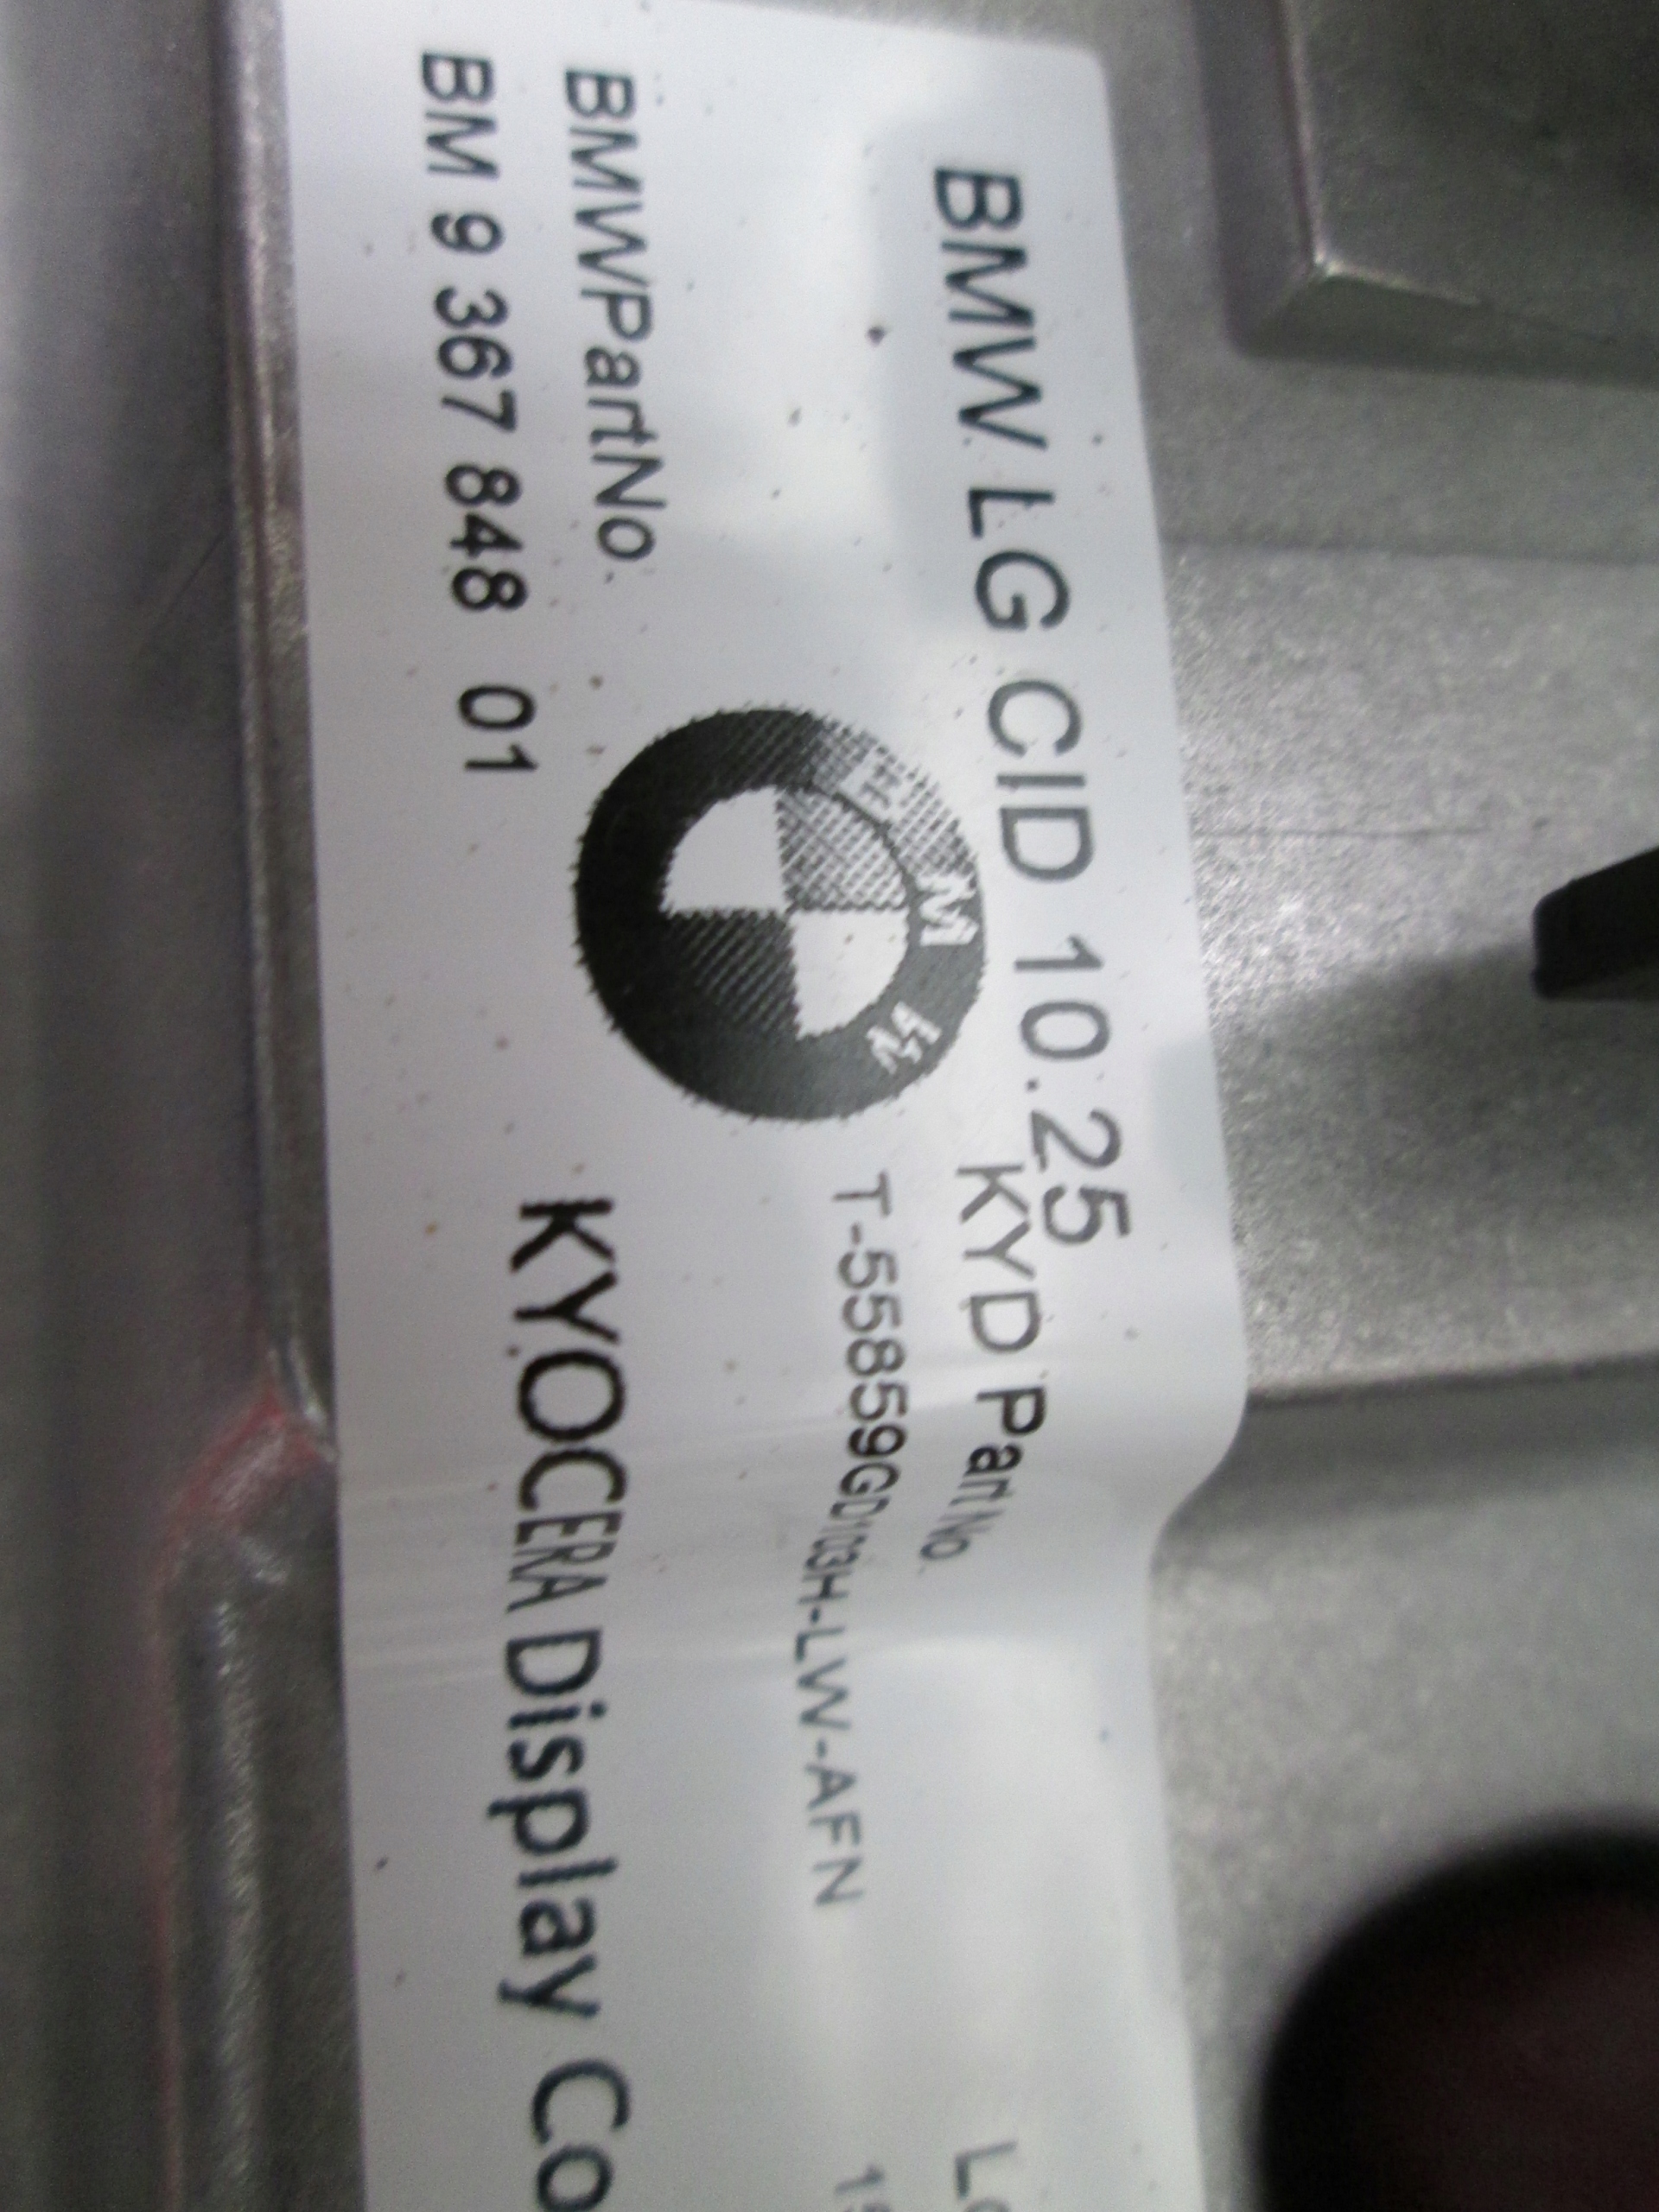 BMW LG CID 10.25
KYD PartNo.
T-55859GD103H-LW-AFN
BMWPartNo.
BM 9 367 848 01
BMW
KYOCERA Display Co